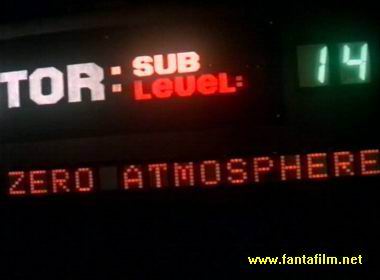 TOR: SUB LEVEL: 14
ZERO ATMOSPHERE
www.fantafilm.net